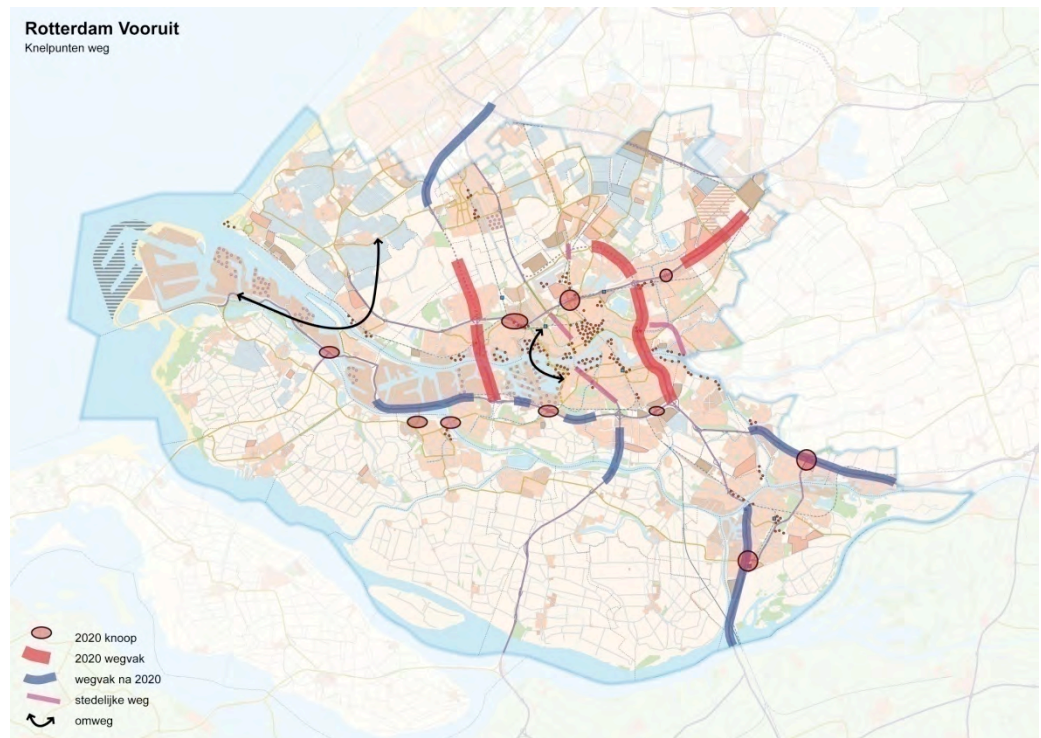 Rotterdam Vooruit
Knelpunten weg
2020 knoop
2020 wegvak
wegvak na 2020
stedelijke weg
omweg